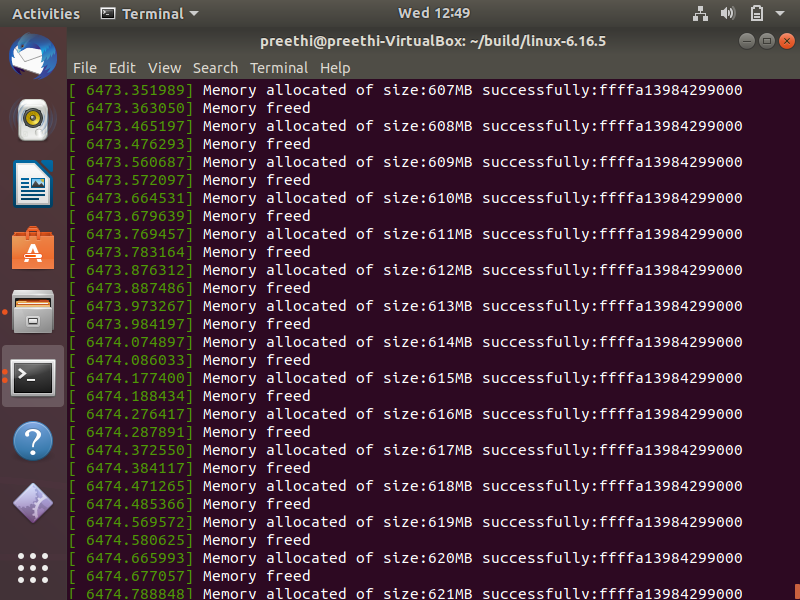 Activities Terminal Wed 12:49
preethi@preethi-VirtualBox: ~/build/linux-6.16.5
File Edit View Search Terminal Help
[ 6473.351989] Memory allocated of size:607MB successfully:ffffa13984299000
[ 6473.363050] Memory freed
[ 6473.465197] Memory allocated of size:608MB successfully:ffffa13984299000
[ 6473.476293] Memory freed
[ 6473.560687] Memory allocated of size:609MB successfully:ffffa13984299000
[ 6473.572097] Memory freed
[ 6473.664531] Memory allocated of size:610MB successfully:ffffa13984299000
[ 6473.679639] Memory freed
[ 6473.769457] Memory allocated of size:611MB successfully:ffffa13984299000
[ 6473.783164] Memory freed
[ 6473.876312] Memory allocated of size:612MB successfully:ffffa13984299000
[ 6473.887486] Memory freed
[ 6473.973267] Memory allocated of size:613MB successfully:ffffa13984299000
[ 6473.984197] Memory freed
[ 6474.074897] Memory allocated of size:614MB successfully:ffffa13984299000
[ 6474.086033] Memory freed
[ 6474.177400] Memory allocated of size:615MB successfully:ffffa13984299000
[ 6474.188434] Memory freed
[ 6474.276417] Memory allocated of size:616MB successfully:ffffa13984299000
[ 6474.287891] Memory freed
[ 6474.372550] Memory allocated of size:617MB successfully:ffffa13984299000
[ 6474.384117] Memory freed
[ 6474.471265] Memory allocated of size:618MB successfully:ffffa13984299000
[ 6474.485366] Memory freed
[ 6474.569572] Memory allocated of size:619MB successfully:ffffa13984299000
[ 6474.580625] Memory freed
[ 6474.665993] Memory allocated of size:620MB successfully:ffffa13984299000
[ 6474.677057] Memory freed
[ 6474.788848] Memory allocated of size:621MB successfully:ffffa13984299000